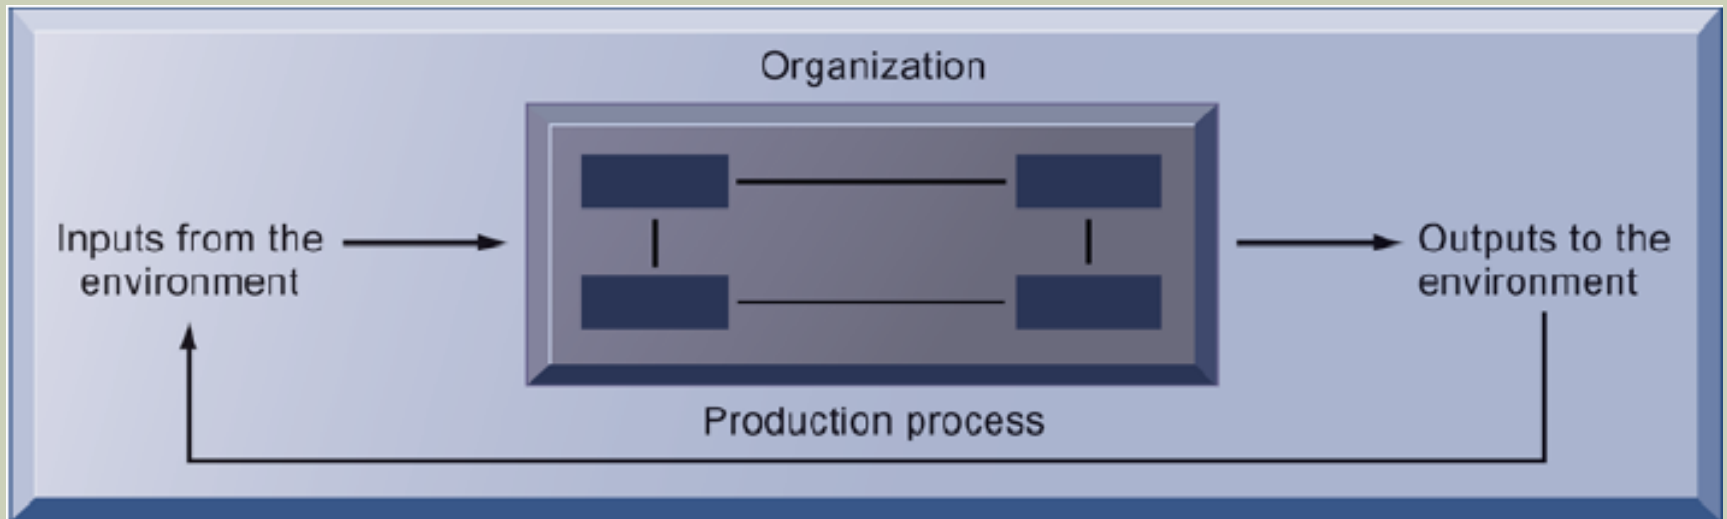 Organization
Inputs from the
environment
Outputs to the
environment
Production process